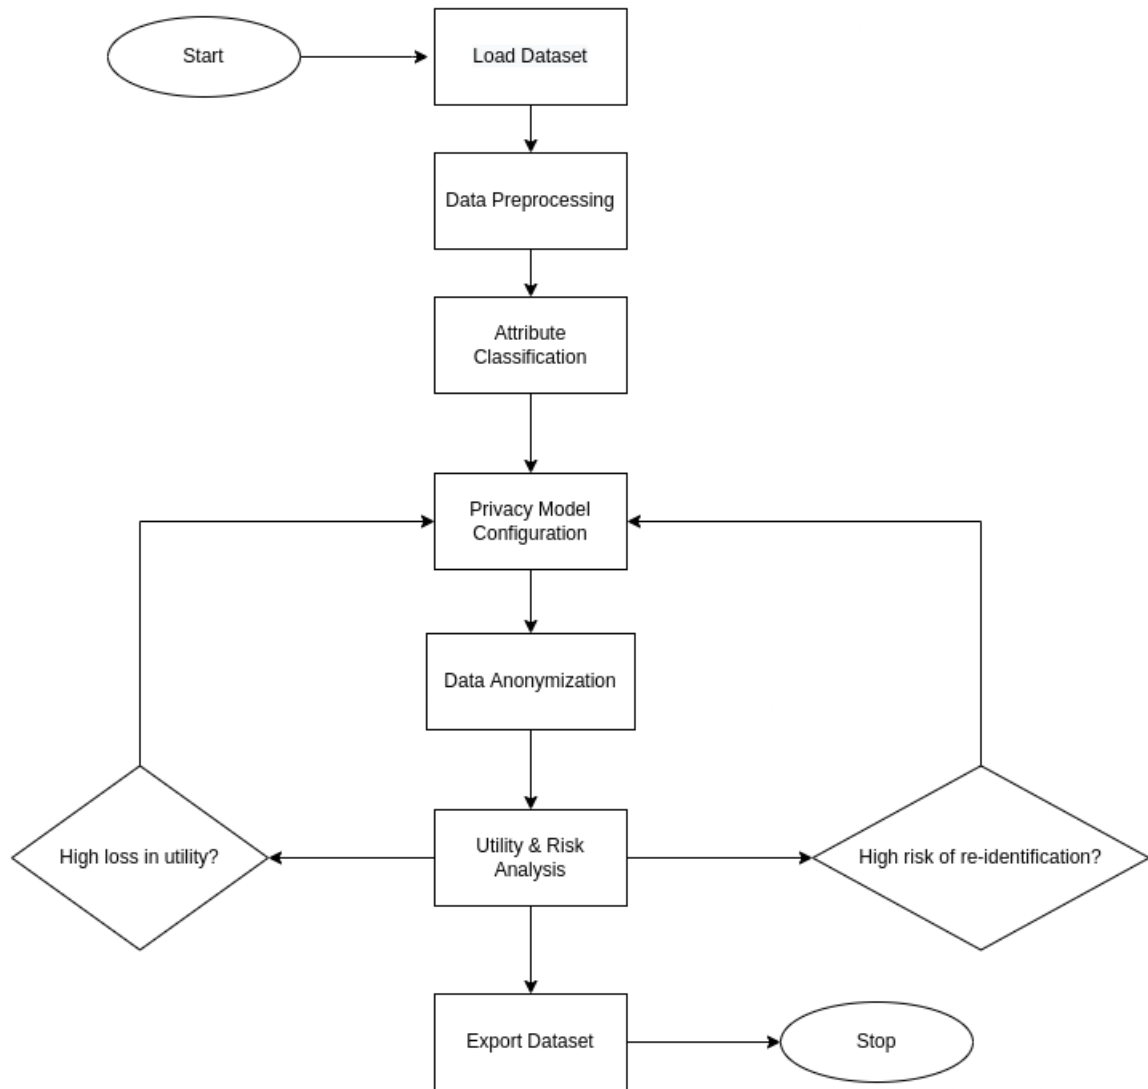 Start
Load Dataset
Data Preprocessing
Attribute
Classification
Privacy Model
Configuration
Data Anonymization
High loss in utility?
Utility & Risk
Analysis
High risk of re-identification?
Export Dataset
Stop